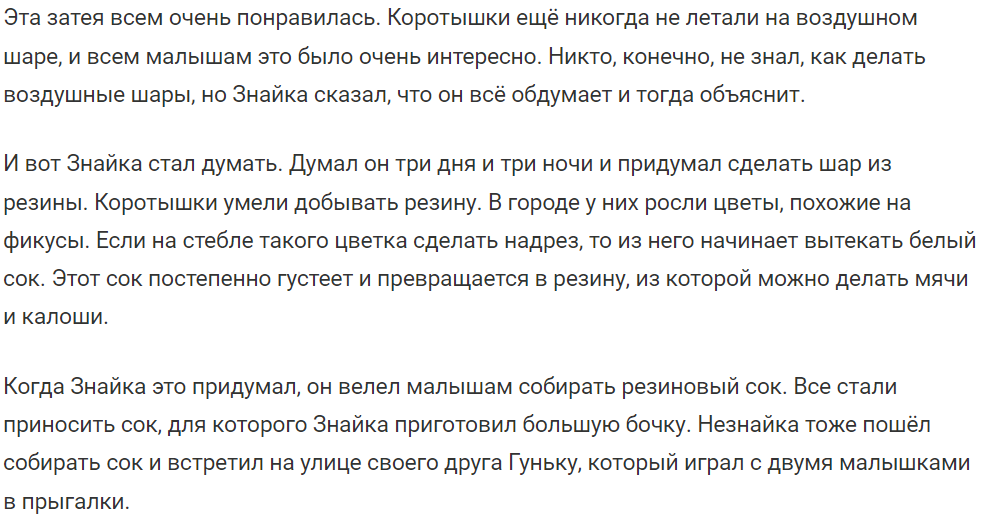 Эта затея всем очень понравилась. Коротышки ещё никогда не летали на воздушном
шаре, и всем малышам это было очень интересно. Никто, конечно, не знал, как делать
воздушные шары, но Знайка сказал, что он всё обдумает и тогда объяснит.
И вот Знайка стал думать. Думал он три дня и три ночи и придумал сделать шар из
резины. Коротышки умели добывать резину. В городе у них росли цветы, похожие на
фикусы. Если на стебле такого цветка сделать надрез, то из него начинает вытекать белый
сок. Этот сок постепенно густеет и превращается в резину, из которой можно делать мячи
и калоши.
Когда Знайка это придумал, он велел малышам собирать резиновый сок. Все стали
приносить сок, для которого Знайка приготовил большую бочку. Незнайка тоже пошёл
собирать сок и встретил на улице своего друга Гуньку, который играл с двумя малышками
в прыгалки.